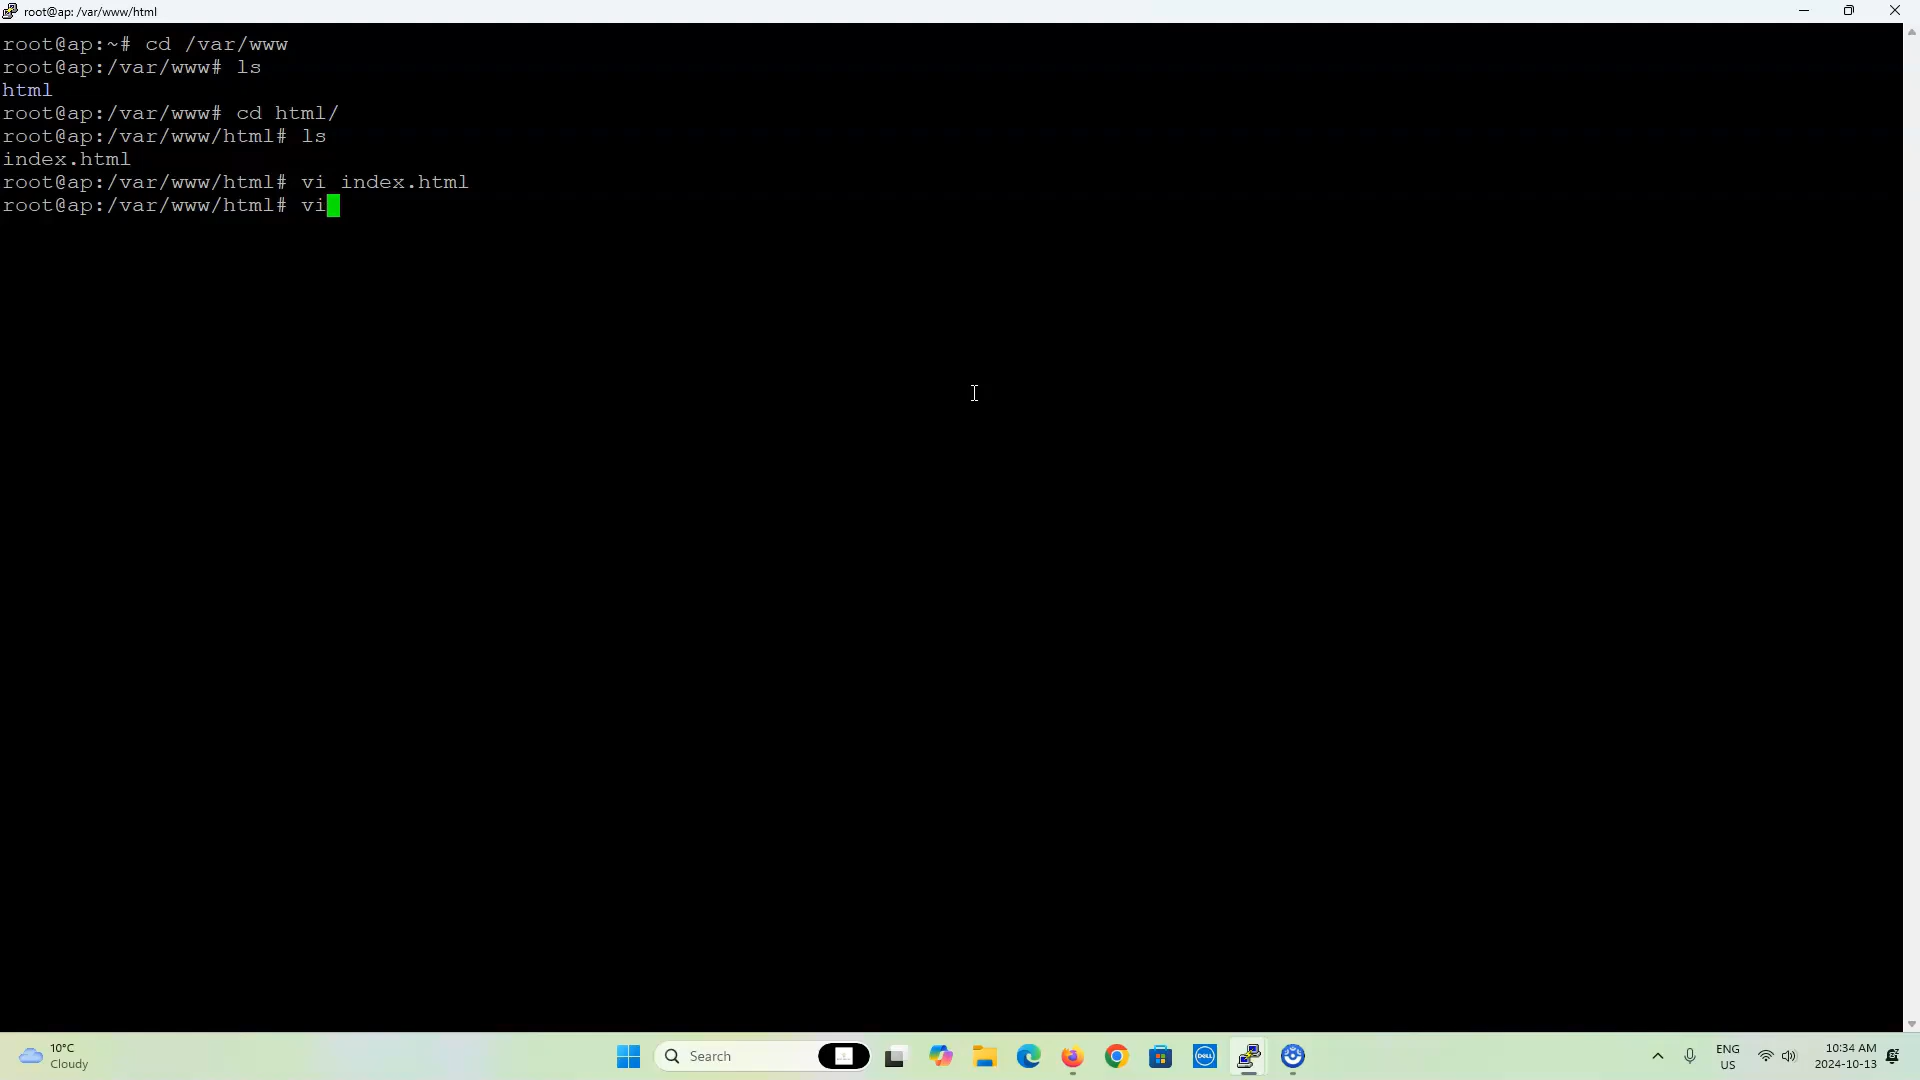 root@ap: /var/www/html
root@ap:~# cd /var/www
root@ap:/var/www# ls
html
root@ap:/var/www# cd html/
root@ap:/var/www/html# ls
index.html
root@ap:/var/www/html# vi index.html
root@ap:/var/www/html# vi
10°C
Cloudy
Search
DELL
ENG
US
10:34 AM
2024-10-13